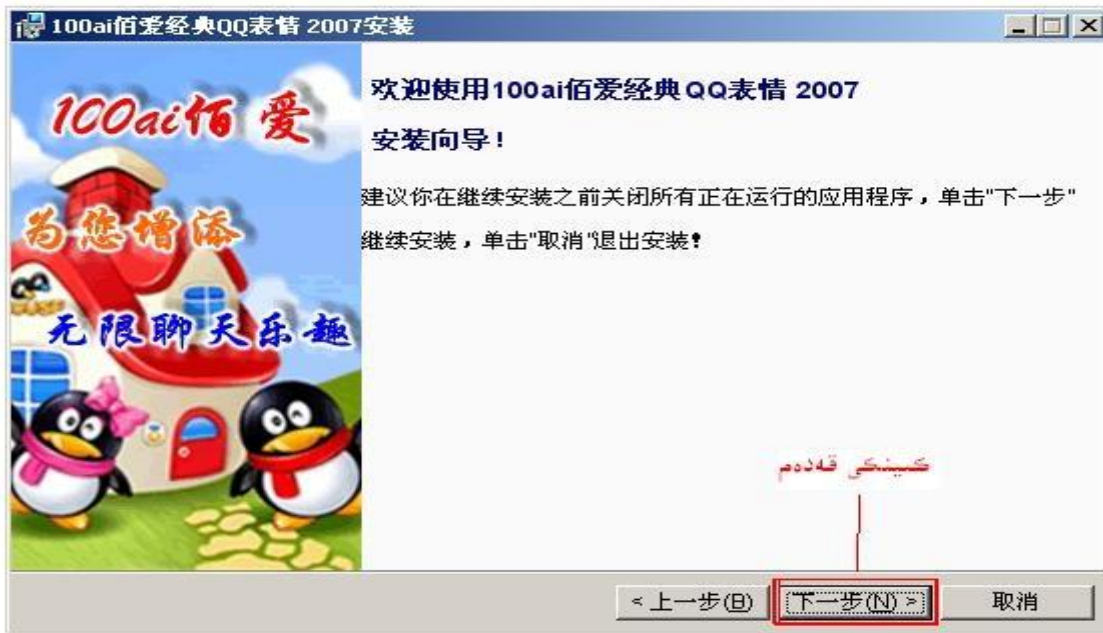 100ai佰爱经典QQ表情 2007安装
100ai佰 爱
为您增添
无限聊天乐趣
欢迎使用100ai佰爱经典QQ表情 2007
安装向导！
建议你在继续安装之前关闭所有正在运行的应用程序，单击"下一步"
继续安装，单击"取消"退出安装！
كىينكى قەدەم
< 上一步(B)
下一步(N) >
取消